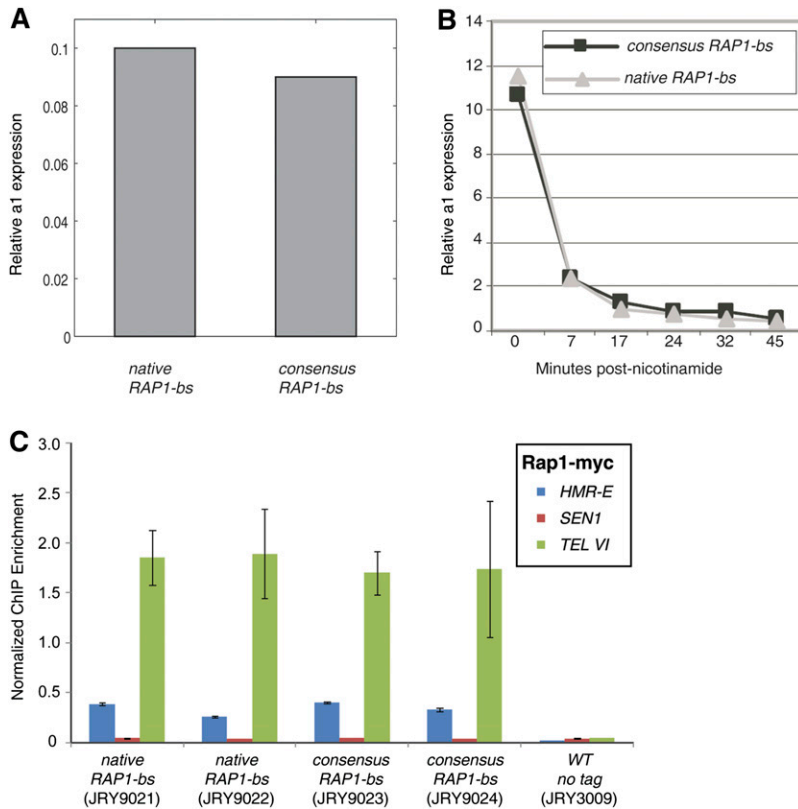 A
Relative a1 expression
0.1
0.08
0.06
0.04
0.02
0
native
RAP1-bs
consensus
RAP1-bs
B
Relative a1 expression
14
12
10
8
6
4
2
0
consensus RAP1-bs
native RAP1-bs
0 7 17 24 32 45
Minutes post-nicotinamide
C
Normalized ChIP Enrichment
3.0
2.5
2.0
1.5
1.0
0.5
0
Rap1-myc
HMR-E
SEN1
TEL VI
native
RAP1-bs
(JRY9021)
native
RAP1-bs
(JRY9022)
consensus
RAP1-bs
(JRY9023)
consensus
RAP1-bs
(JRY9024)
WT
no tag
(JRY3009)